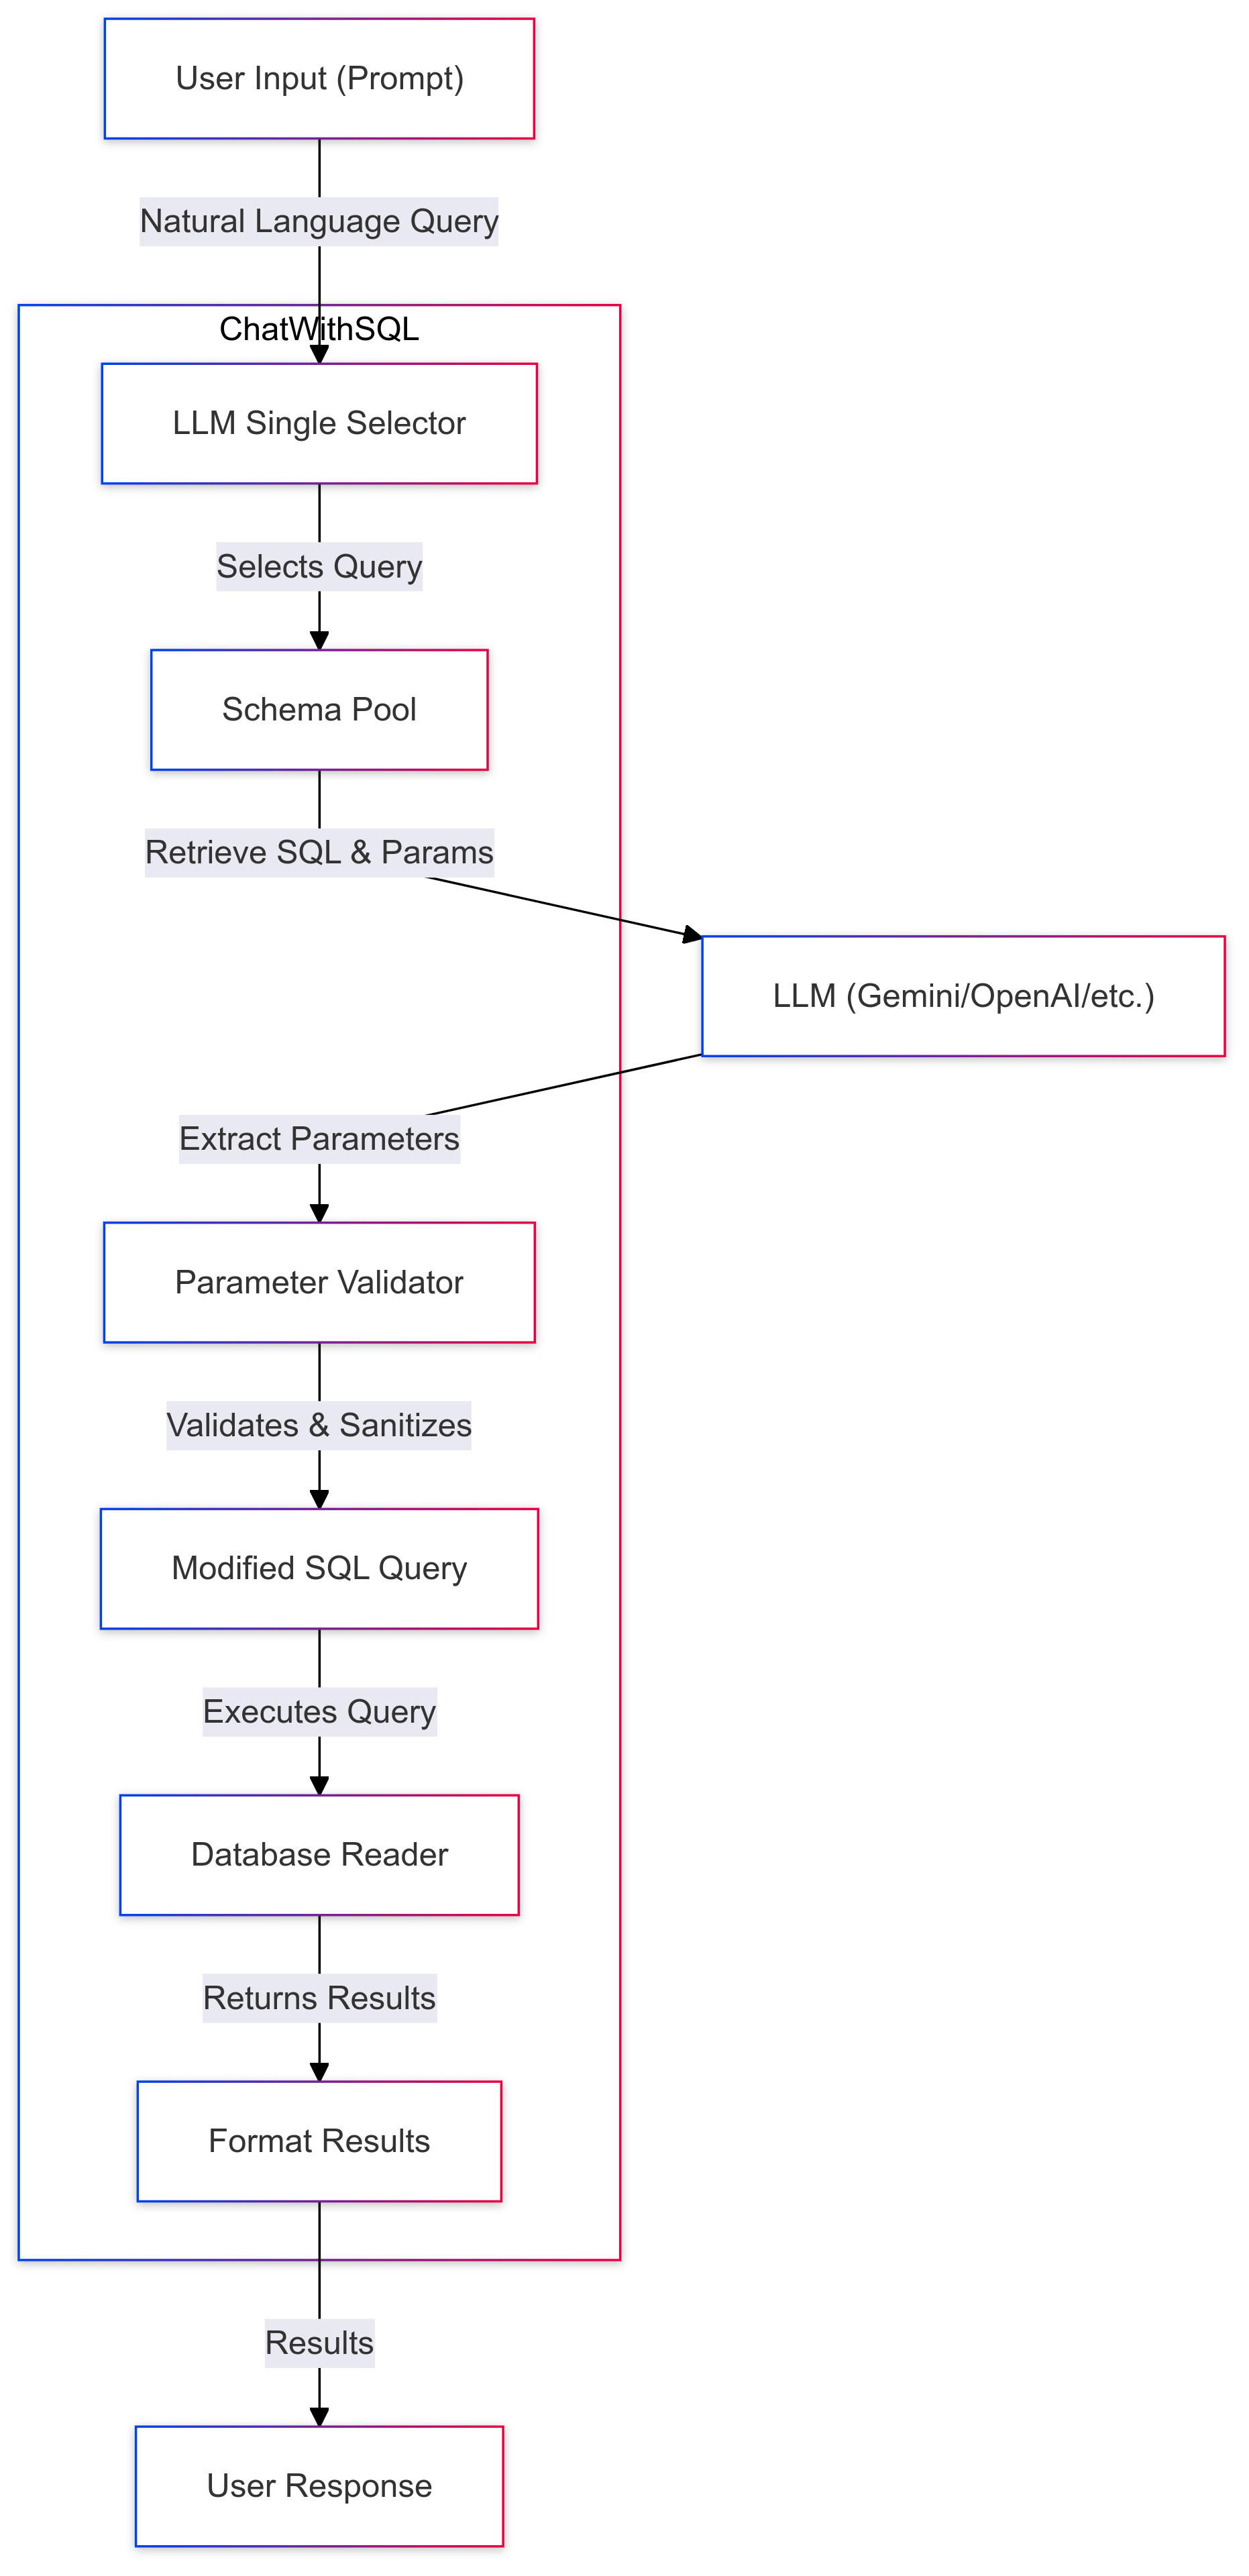 User Input (Prompt)
Natural Language Query
ChatWithSQL
LLM Single Selector
Selects Query
Schema Pool
Retrieve SQL & Params
LLM (Gemini/OpenAI/etc.)
Extract Parameters
Parameter Validator
Validates & Sanitizes
Modified SQL Query
Executes Query
Database Reader
Returns Results
Format Results
Results
User Response